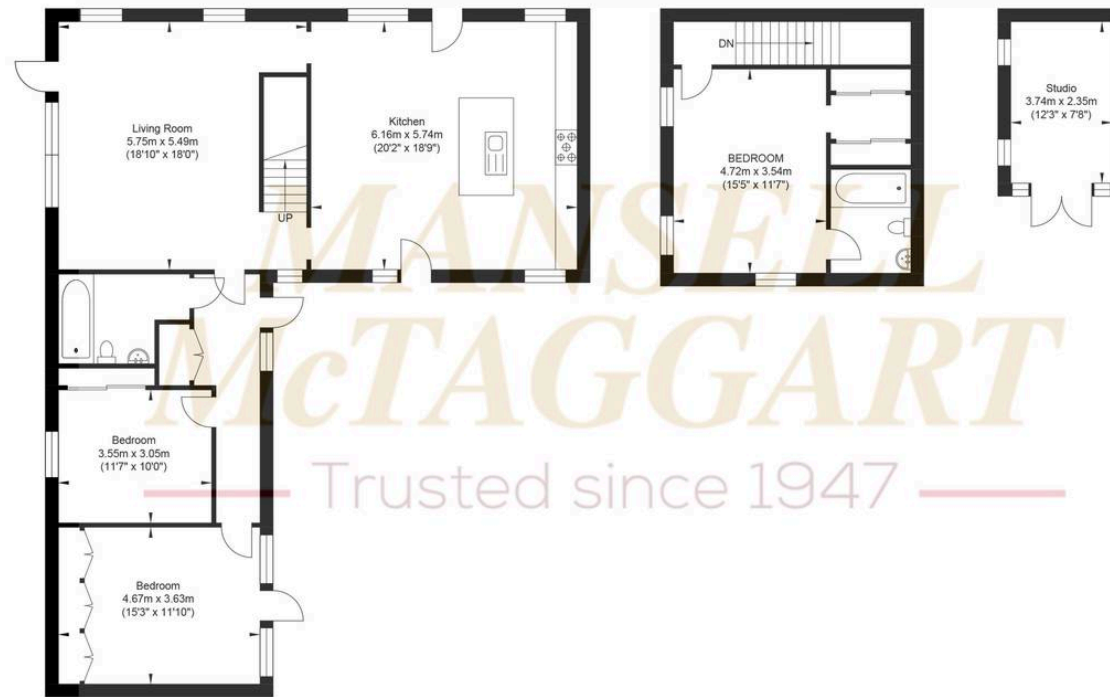 Living Room
5.75m x 5.49m
(18'10" x 18'0")
UP
Kitchen
6.16m x 5.74m
(20'2" x 18'9")
DN
BEDROOM
4.72m x 3.54m
(15'5" x 11'7")
Studio
3.74m x 2.35m
(12'3" x 7'8")
Bedroom
3.55m x 3.05m
(11'7" x 10'0")
Bedroom
4.67m x 3.63m
(15'3" x 11'10")
MANSELL
McTAGGART
Trusted since 1947